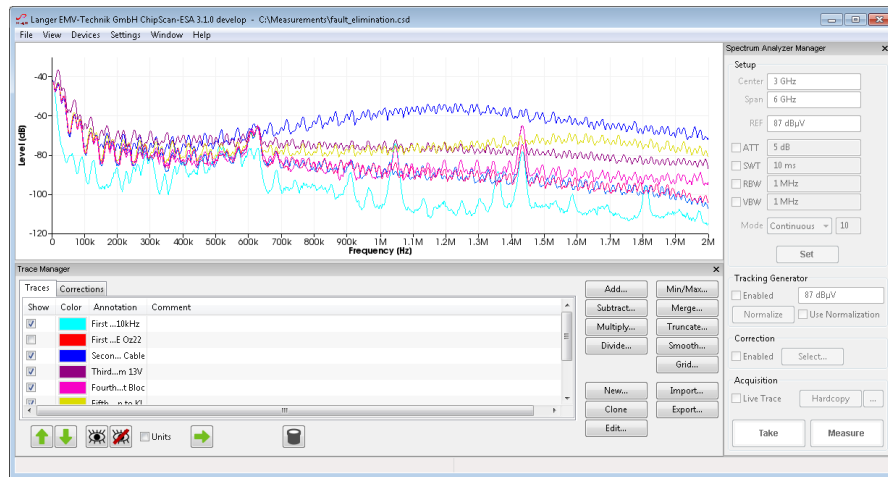 Langer EMV-Technik GmbH ChipScan-ESA 3.1.0 develop - C:\Measurements\fault_elimination.csd
File View Devices Settings Window Help
Level (dB)
-40
-60
-80
-100
-120
0 100k 200k 300k 400k 500k 600k 700k 800k 900k 1M 1.1M 1.2M 1.3M 1.4M 1.5M 1.6M 1.7M 1.8M 1.9M 2M
Frequency (Hz)
Trace Manager
Traces Corrections
Show Color Annotation Comment
First ...10kHz
First ...E Oz22
Secon... Cable
Third...m 13V
Fourth...t Bloc
Fifth ...n to Kl
Units
Add... Min/Max...
Subtract... Merge...
Multiply... Truncate...
Divide... Smooth...
Grid...
New... Import...
Clone Export...
Edit...
Spectrum Analyzer Manager
Setup
Center 3 GHz
Span 6 GHz
REF 87 dBµV
ATT 5 dB
SWT 10 ms
RBW 1 MHz
VBW 1 MHz
Mode Continuous 10
Set
Tracking Generator
Enabled 87 dBµV
Normalize Use Normalization
Correction
Enabled Select...
Acquisition
Live Trace Hardcopy ...
Take Measure